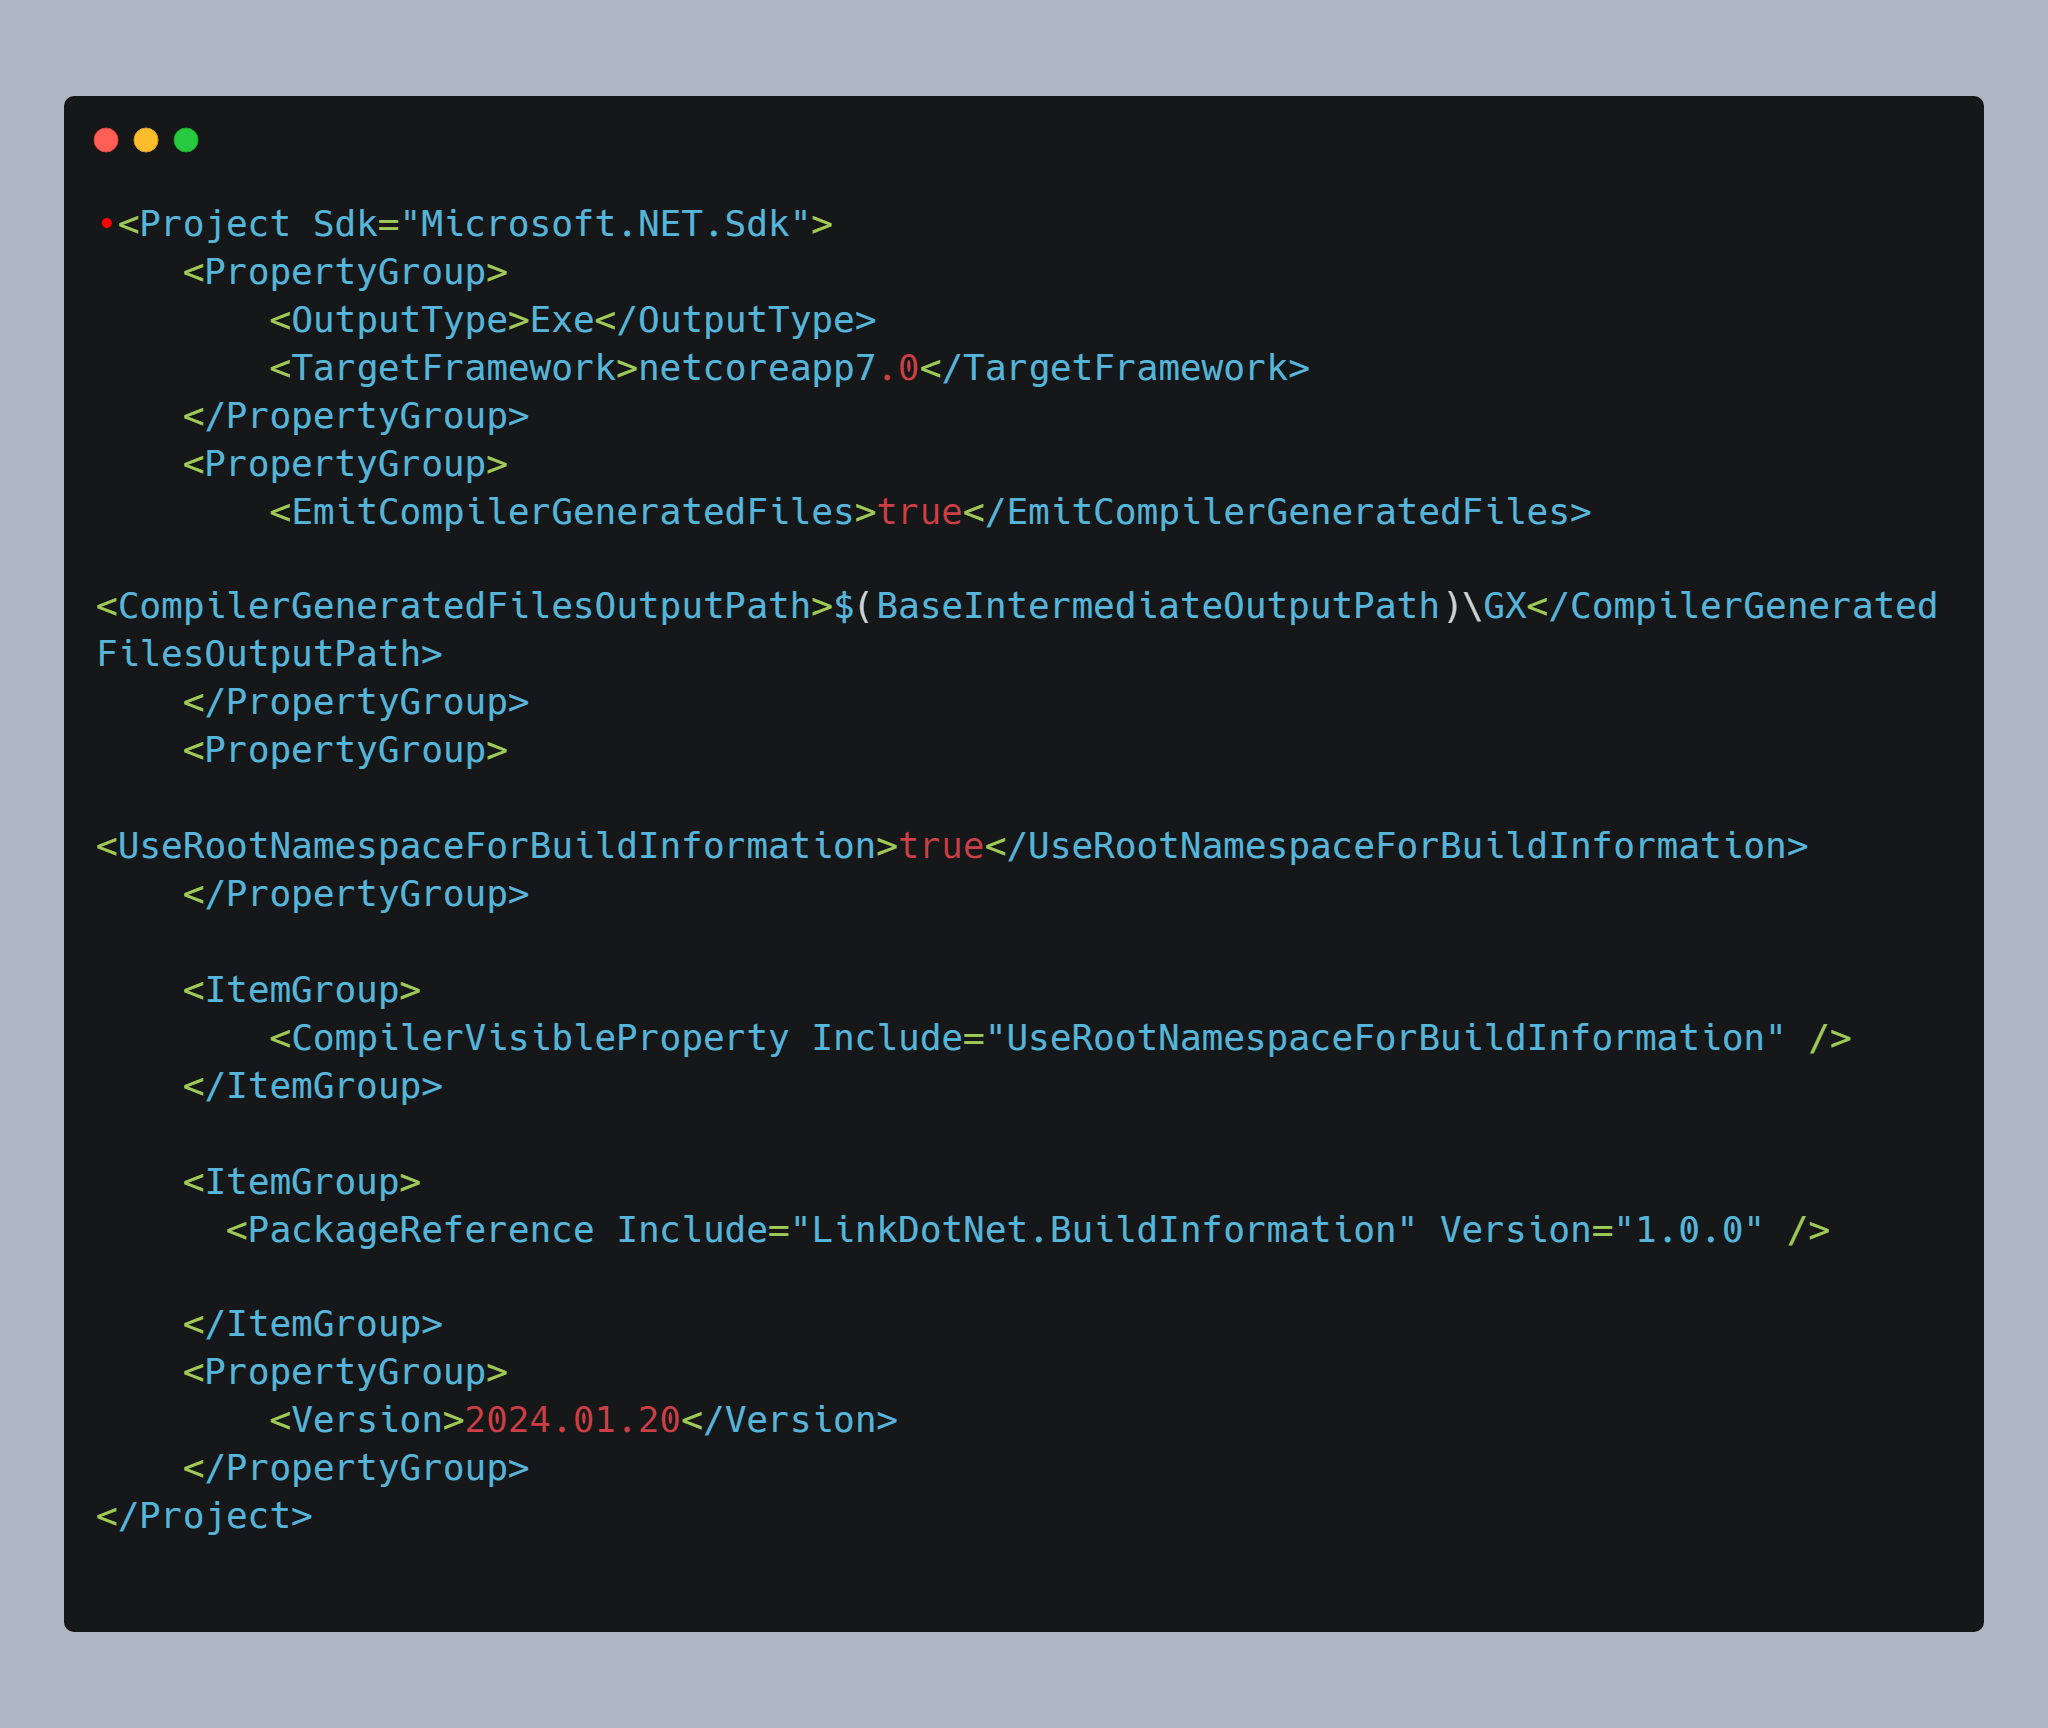 •<Project Sdk="Microsoft.NET.Sdk">
    <PropertyGroup>
        <OutputType>Exe</OutputType>
        <TargetFramework>netcoreapp7.0</TargetFramework>
    </PropertyGroup>
    <PropertyGroup>
        <EmitCompilerGeneratedFiles>true</EmitCompilerGeneratedFiles>

<CompilerGeneratedFilesOutputPath>$(BaseIntermediateOutputPath)\GX</CompilerGenerated
FilesOutputPath>
    </PropertyGroup>
    <PropertyGroup>

<UseRootNamespaceForBuildInformation>true</UseRootNamespaceForBuildInformation>
    </PropertyGroup>

    <ItemGroup>
        <CompilerVisibleProperty Include="UseRootNamespaceForBuildInformation" />
    </ItemGroup>

    <ItemGroup>
      <PackageReference Include="LinkDotNet.BuildInformation" Version="1.0.0" />

    </ItemGroup>
    <PropertyGroup>
        <Version>2024.01.20</Version>
    </PropertyGroup>
</Project>